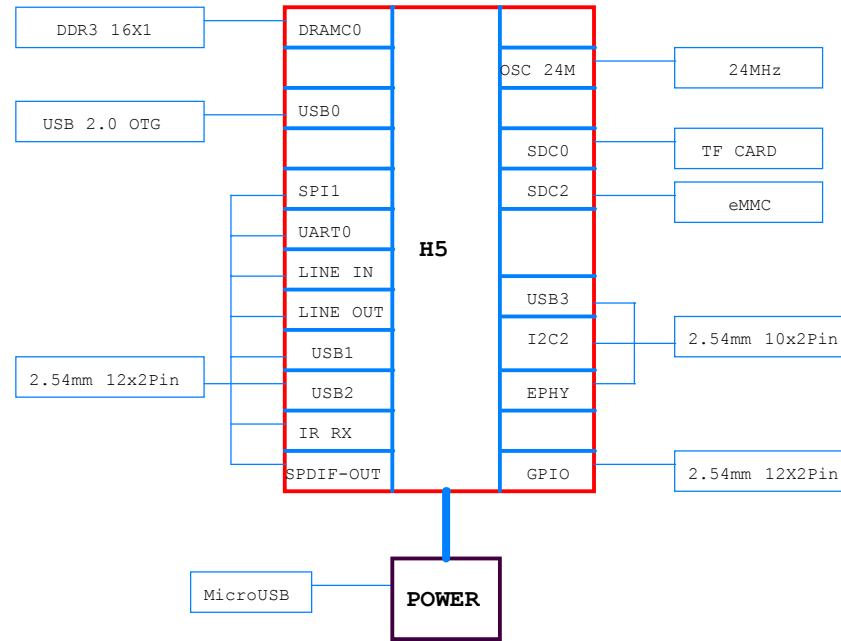 DDR3 16X1
DRAMC0
OSC 24M
24MHz
USB 2.0 OTG
USB0
SDC0
TF CARD
SPI1
SDC2
eMMC
UART0
H5
LINE IN
LINE OUT
USB3
USB1
I2C2
2.54mm 10x2Pin
2.54mm 12x2Pin
USB2
EPHY
IR RX
SPDIF-OUT
GPIO
2.54mm 12X2Pin
MicroUSB
POWER